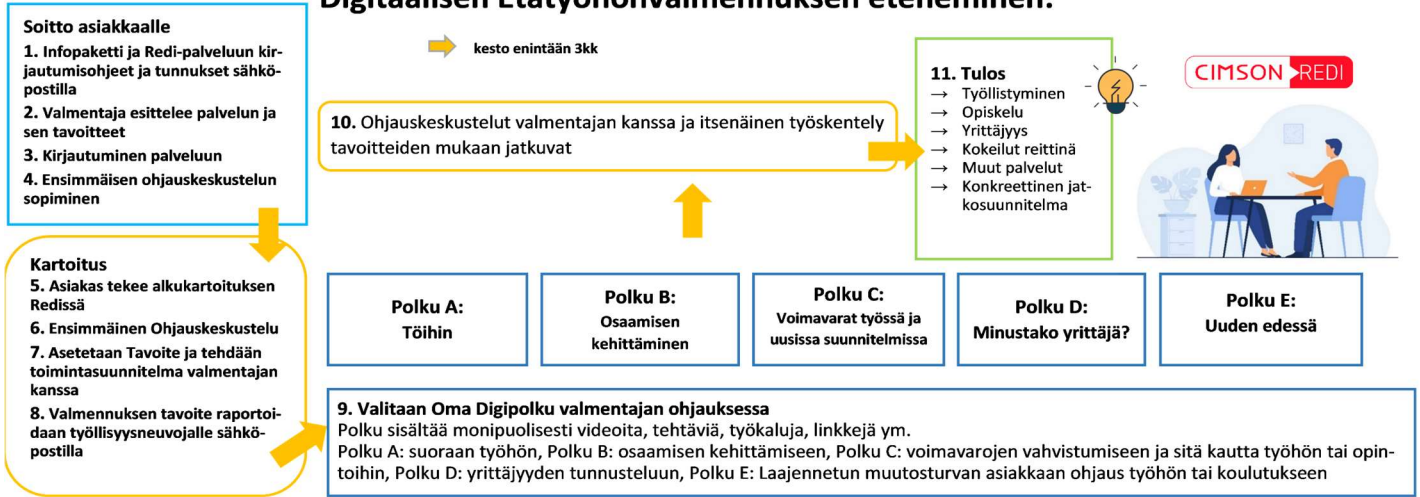 Digitaalisen Etätyönönvalmennuksen eteneminen:
Soitto asiakkaalle
1. Infopaketti ja Redi-palveluun kir-
jautumisohjeet ja tunnukset sähkö-
postilla
2. Valmentaja esittelee palvelun ja
sen tavoitteet
3. Kirjautuminen palveluun
4. Ensimmäisen ohjauskeskustelun
sopiminen
kesto enintään 3kk
Kartoitus
5. Asiakas tekee alkukartoituksen
Redissä
6. Ensimmäinen Ohjauskeskustelu
7. Asetetaan Tavoite ja tehdään
toimintasuunnitelma valmentajan
kanssa
8. Valmennuksen tavoite raportoi-
daan työllisyysneuvojalle sähkö-
postilla
9. Valitaan Oma Digipolku valmentajan ohjauksessa
Polku sisältää monipuolisesti videoita, tehtäviä, työkaluja, linkkejä ym.
Polku A: suoraan työhön, Polku B: osaamisen kehittämiseen, Polku C: voimavarojen vahvistumiseen ja sitä kautta työhön tai opin-
toihin, Polku D: yrittäjyyden tunnusteluun, Polku E: Laajennetun muutosturvan asiakkaan ohjaus työhön tai koulutukseen
Polku A:
Töihin
Polku B:
Osaamisen
kehittäminen
Polku C:
Voimavarat työssä ja
uusissa suunnitelmissa
Polku D:
Minustako yrittäjä?
Polku E:
Uuden edessä
10. Ohjauskeskustelut valmentajan kanssa ja itsenäinen työskentely
tavoitteiden mukaan jatkuvat
11. Tulos
→ Työllistyminen
→ Opiskelu
→ Yrittäjyys
→ Kokeilut reittinä
→ Muut palvelut
→ Konkreettinen jat-
kosuunnitelma
CIMSON REDI